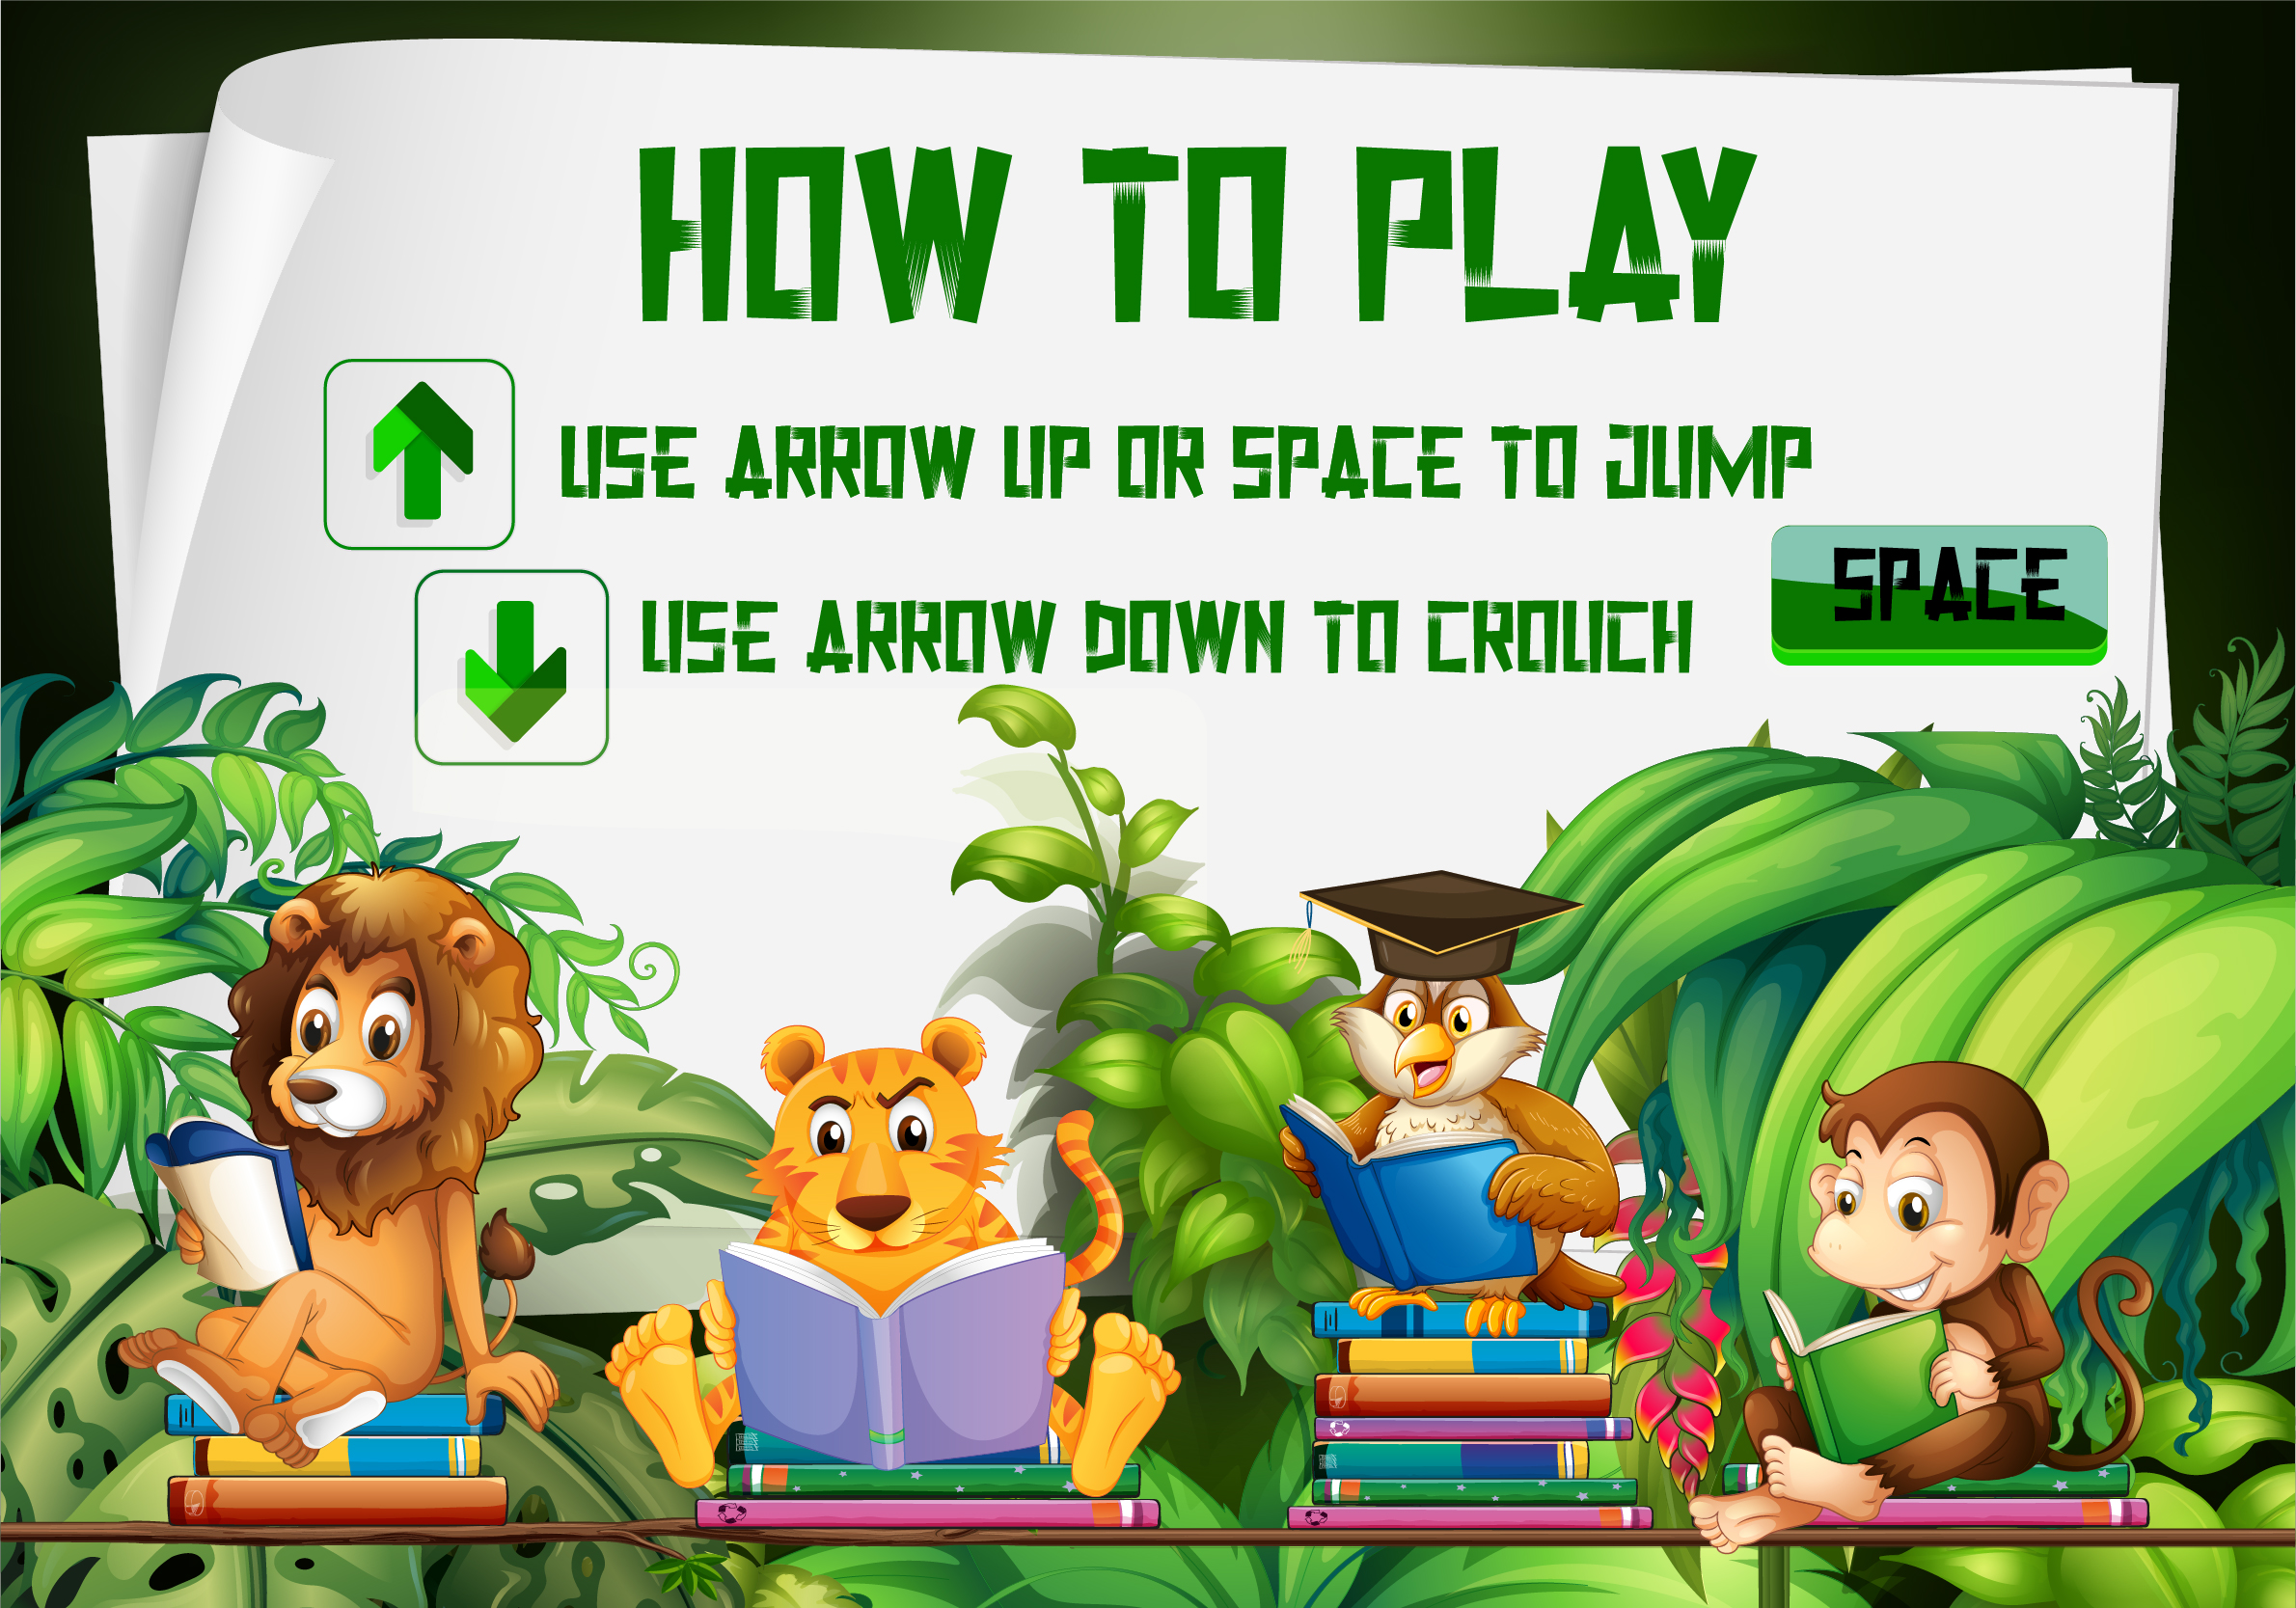 HOW TO PLAY
USE ARROW UP OR SPACE TO JUMP
SPACE
USE ARROW DOWN TO CROUCH